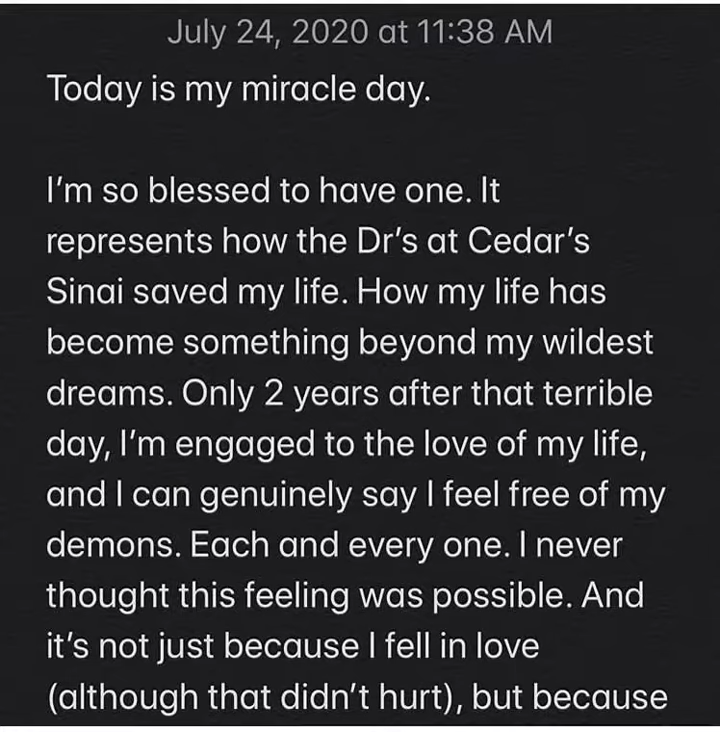 July 24, 2020 at 11:38 AM
Today is my miracle day.
I'm so blessed to have one. It
represents how the Dr's at Cedar's
Sinai saved my life. How my life has
become something beyond my wildest
dreams. Only 2 years after that terrible
day, I'm engaged to the love of my life,
and I can genuinely say I feel free of my
demons. Each and every one. I never
thought this feeling was possible. And
it's not just because I fell in love
(although that didn't hurt), but because